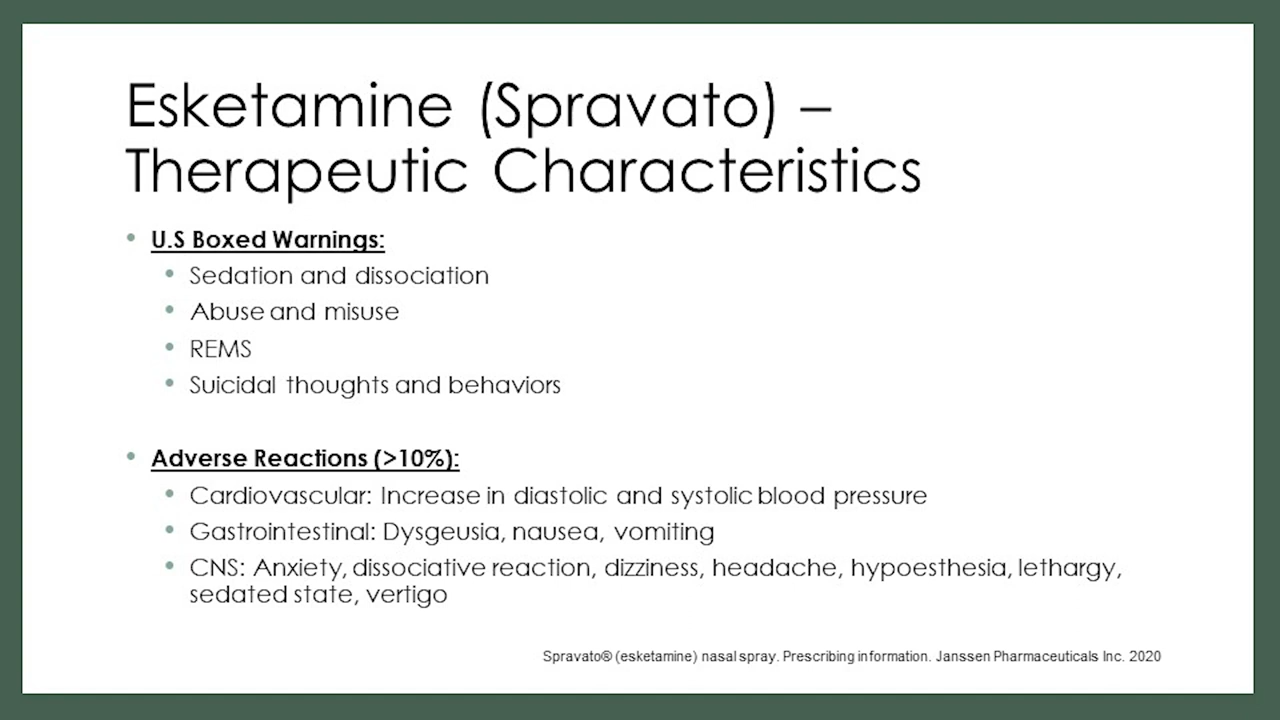 Esketamine (Spravato) –
Therapeutic Characteristics
• U.S Boxed Warnings:
• Sedation and dissociation
• Abuse and misuse
• REMS
• Suicidal thoughts and behaviors
• Adverse Reactions (>10%):
• Cardiovascular: Increase in diastolic and systolic blood pressure
• Gastrointestinal: Dysgeusia, nausea, vomiting
• CNS: Anxiety, dissociative reaction, dizziness, headache, hypoesthesia, lethargy,
sedated state, vertigo
Spravato® (esketamine) nasal spray. Prescribing information. Janssen Pharmaceuticals Inc. 2020